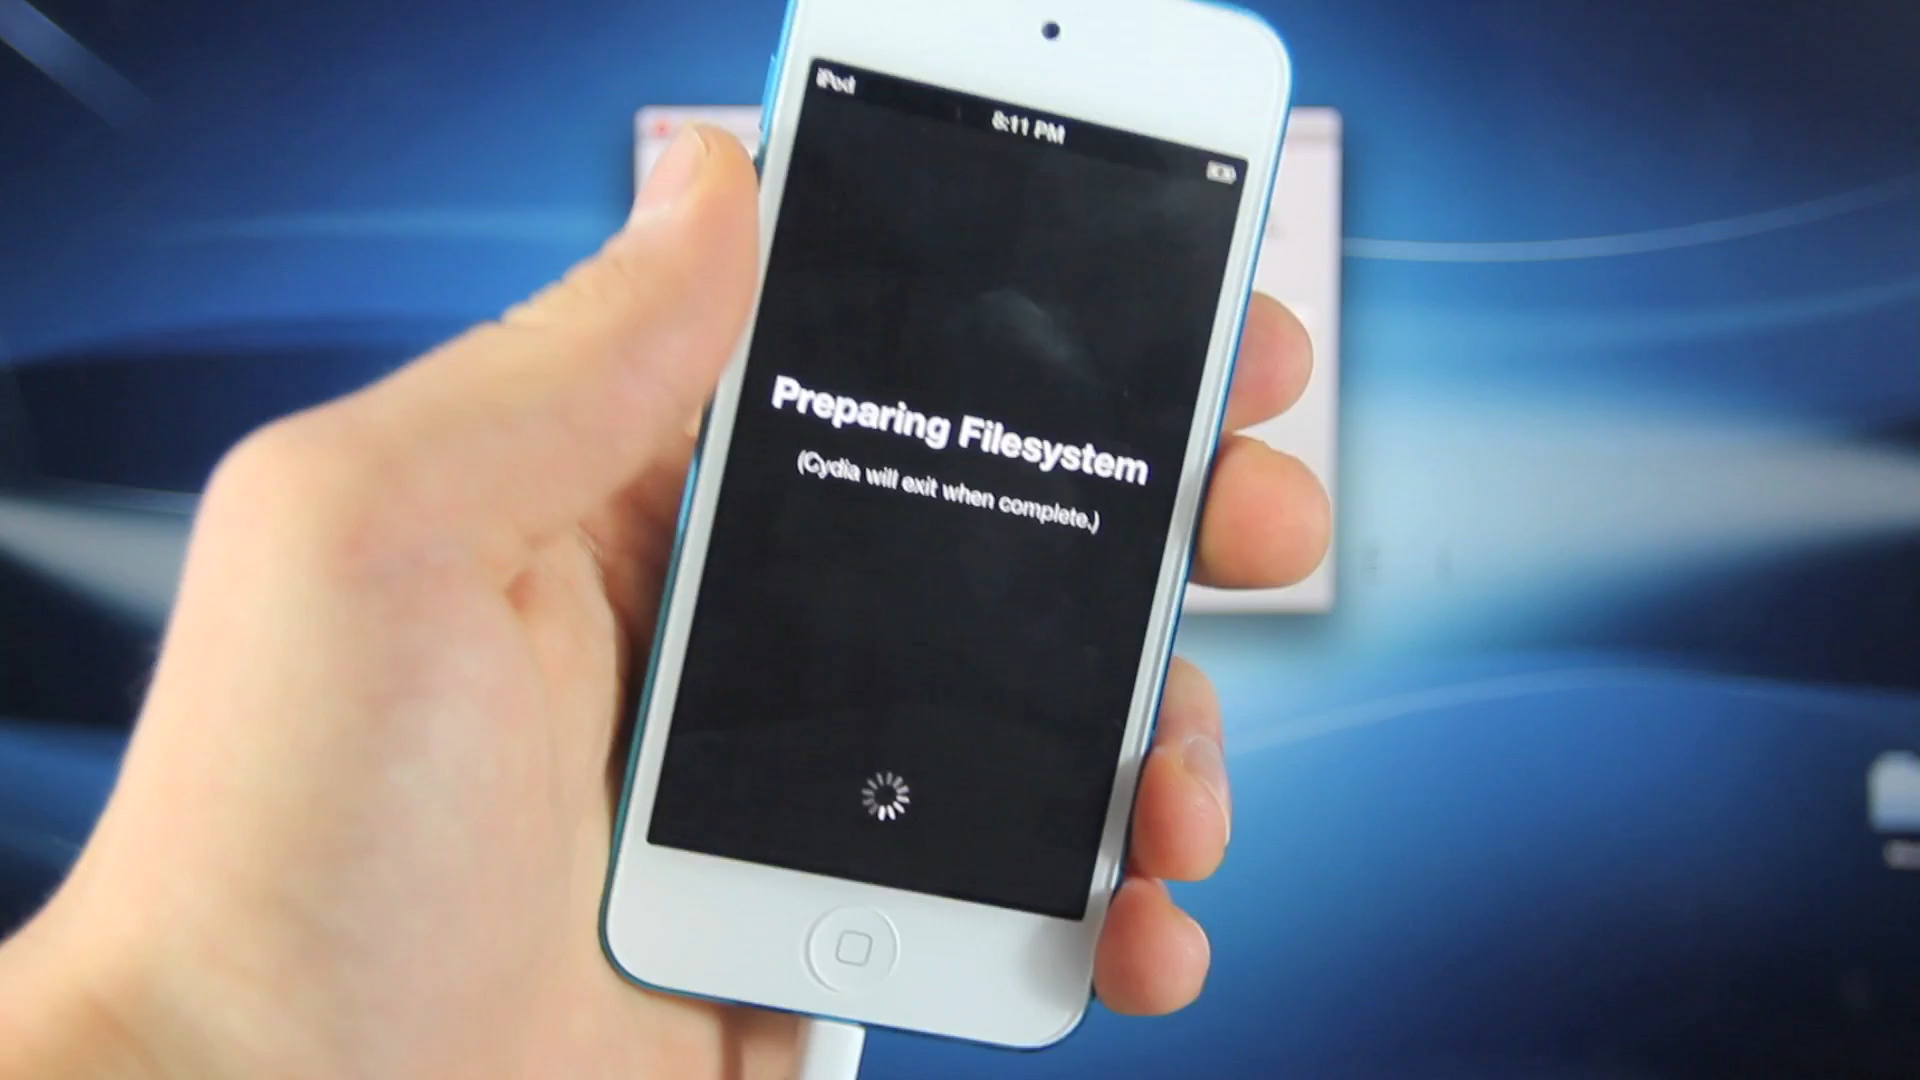 iPod
8:11 PM
Preparing Filesystem
(Cydia will exit when complete.)